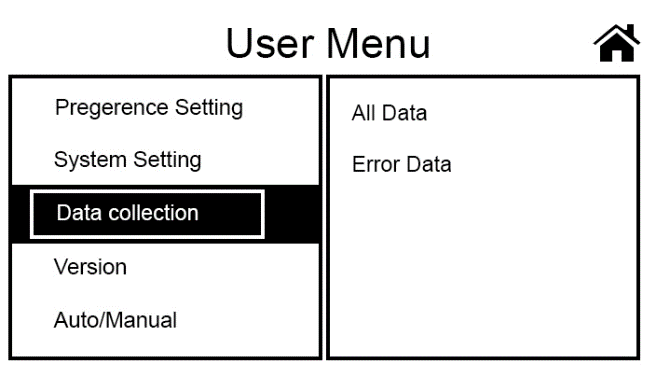 User Menu
Pregerence Setting
System Setting
Data collection
Version
Auto/Manual
All Data
Error Data